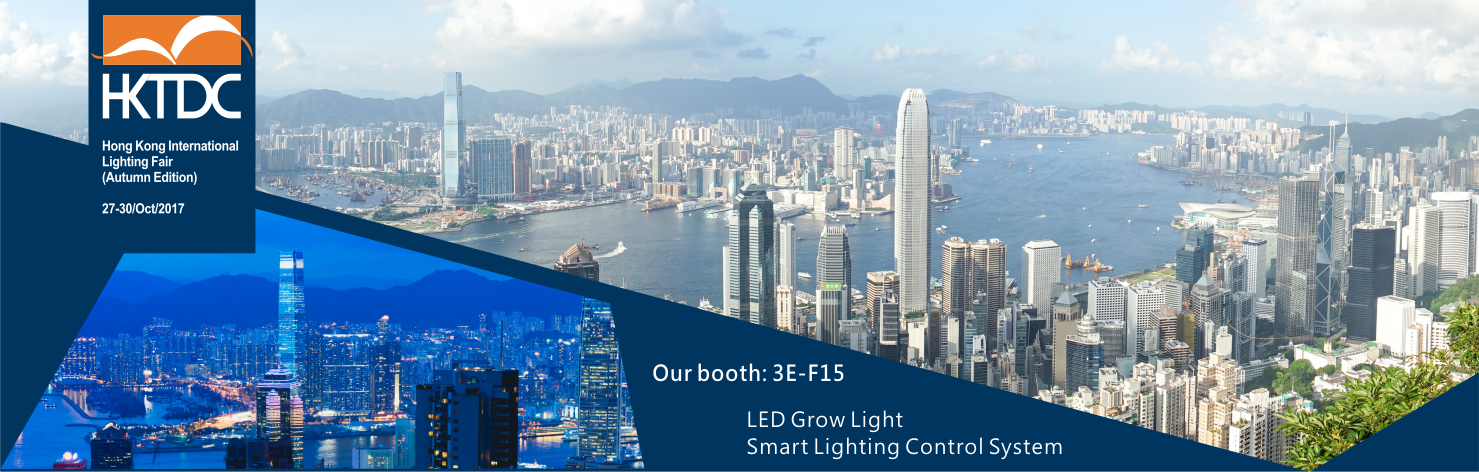 HKTDC
Hong Kong International
Lighting Fair
(Autumn Edition)
27-30/Oct/2017
Our booth: 3E-F15
LED Grow Light
Smart Lighting Control System